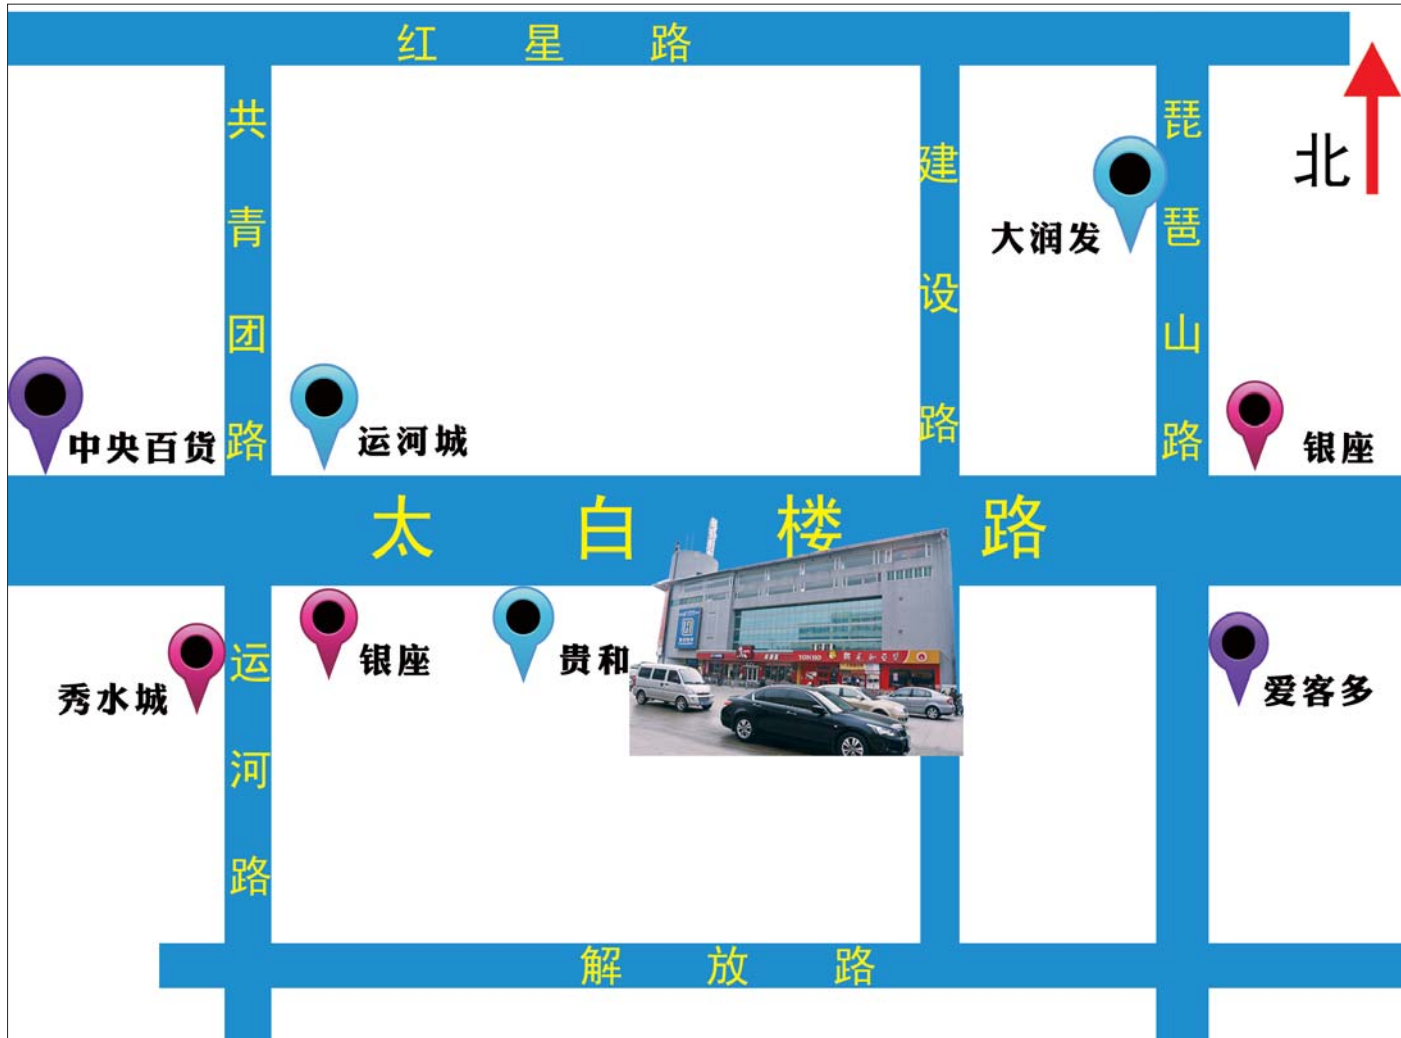 红星路
共青团路
建设路
琵琶山路
北
大润发
中央百货
运河城
银座
太白楼路
秀水城
运河路
银座
贵和
爱客多
解放路